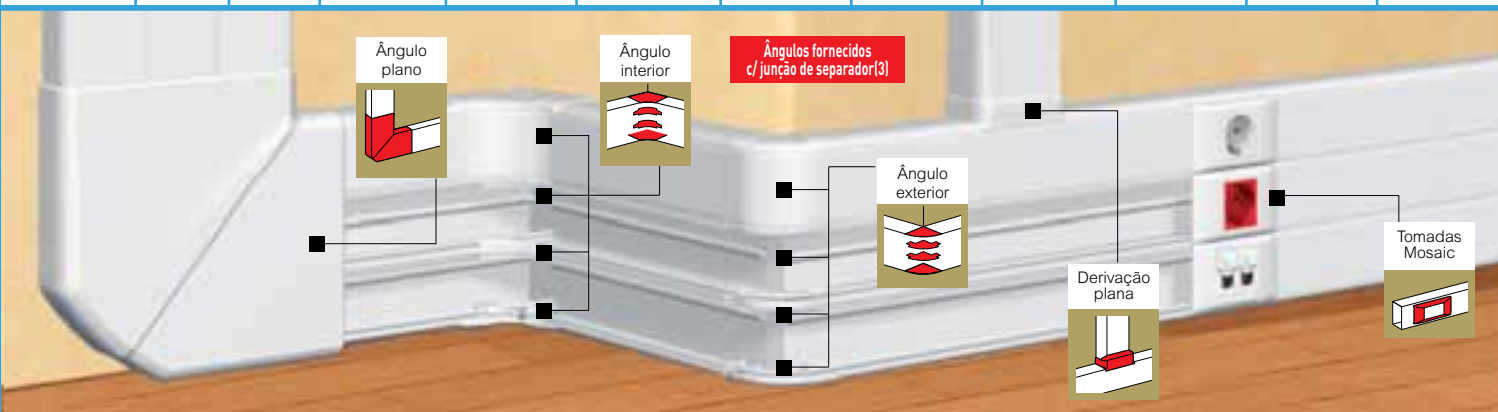 Ângulo
plano
Ângulo
interior
Ângulos fornecidos
c/ junção de separador(3)
Ângulo
exterior
Derivação
plana
Tomadas
Mosaic